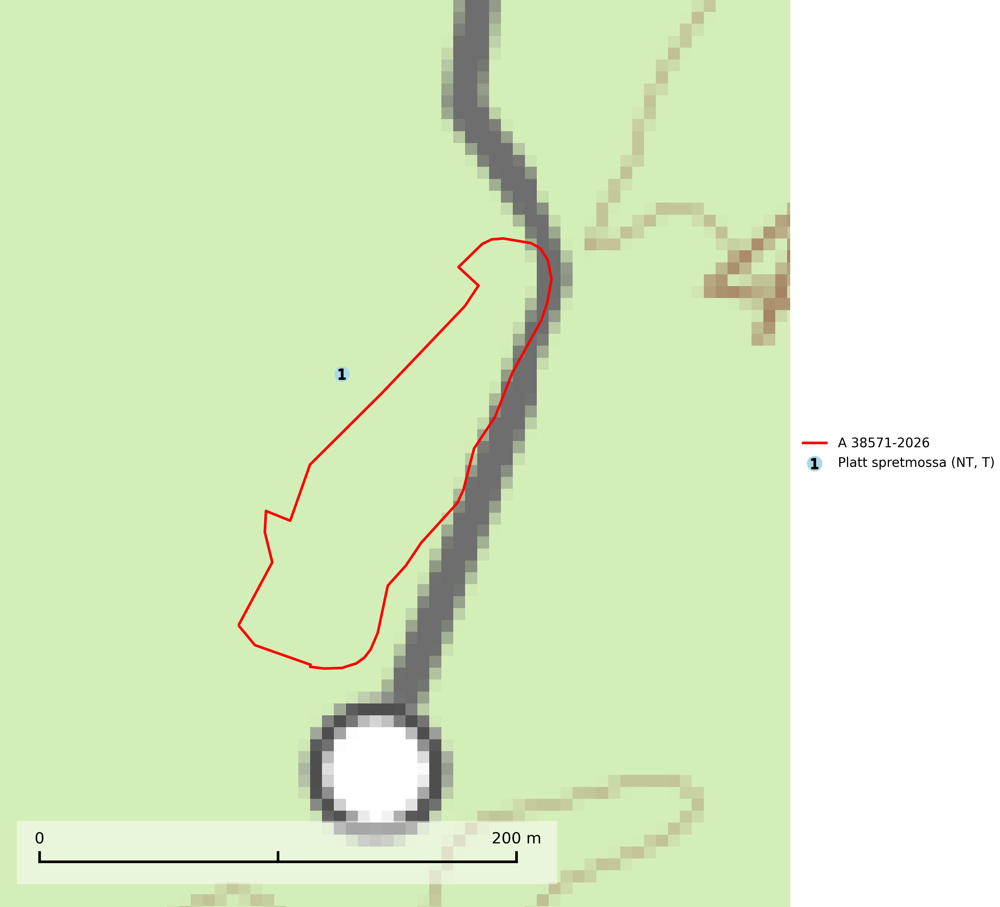 1
A 38571-2026
1 Platt spretmossa (NT, T)
0 200 m